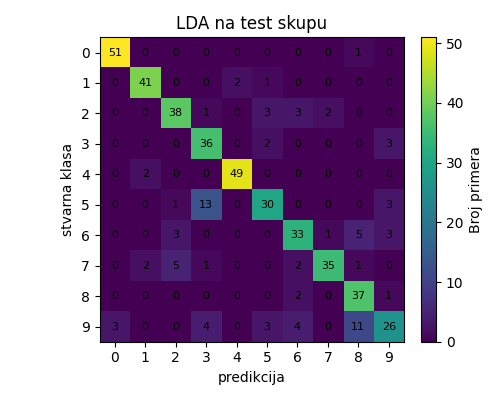 LDA na test skupu
0 51 0 0 0 0 0 0 0 1 0
1 0 41 0 0 2 1 0 0 0 0
2 0 0 38 1 0 3 3 2 0 0
3 0 0 0 36 0 2 0 0 0 3
4 0 2 0 0 49 0 0 0 0 0
5 0 0 1 13 0 30 0 0 0 3
6 0 0 3 0 0 0 33 1 5 3
7 0 2 5 1 0 0 2 35 1 0
8 0 0 0 0 0 0 2 0 37 1
9 3 0 0 4 0 3 4 0 11 26
0 1 2 3 4 5 6 7 8 9
predikcija
stvarna klasa
50
40
30
20
10
0
Broj primera